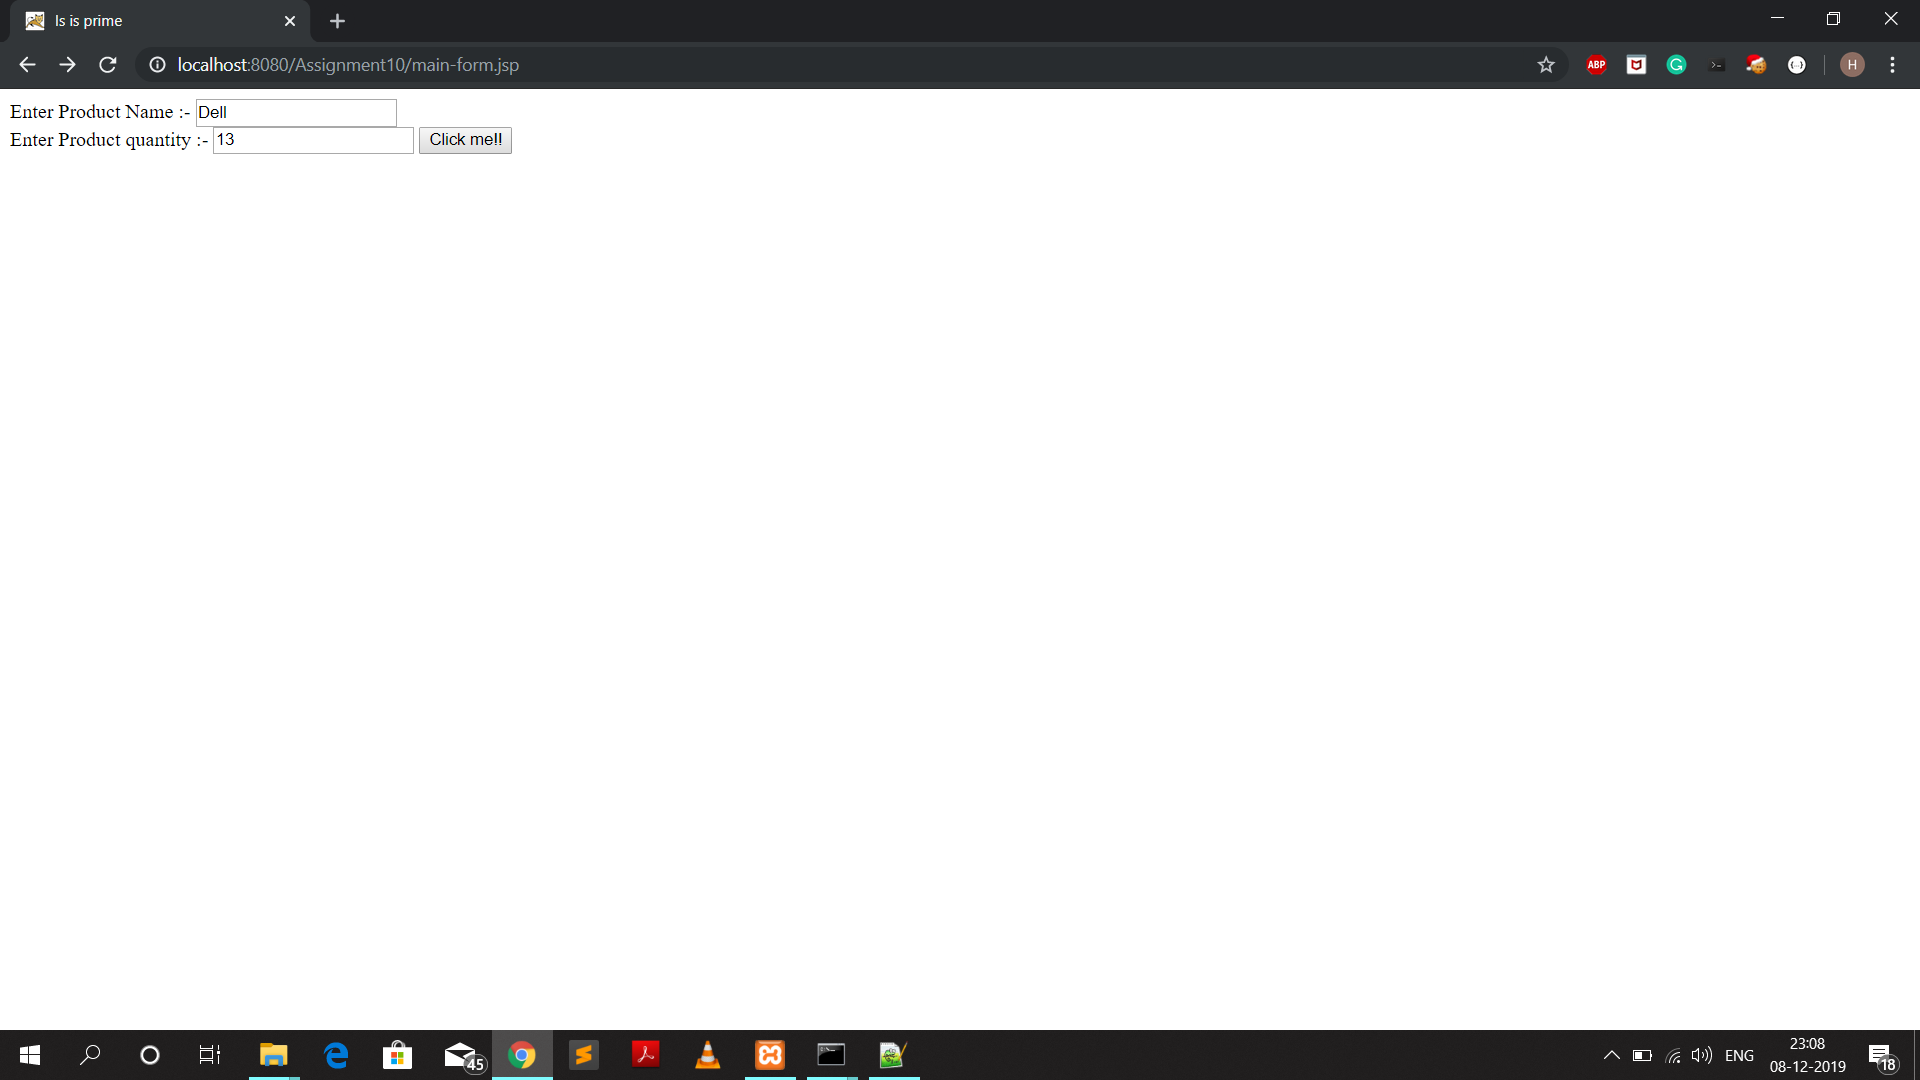 Is is prime
localhost:8080/Assignment10/main-form.jsp
ABP
H
Enter Product Name :- Dell
Enter Product quantity :- 13 Click me!!
45
ENG
23:08
08-12-2019
18